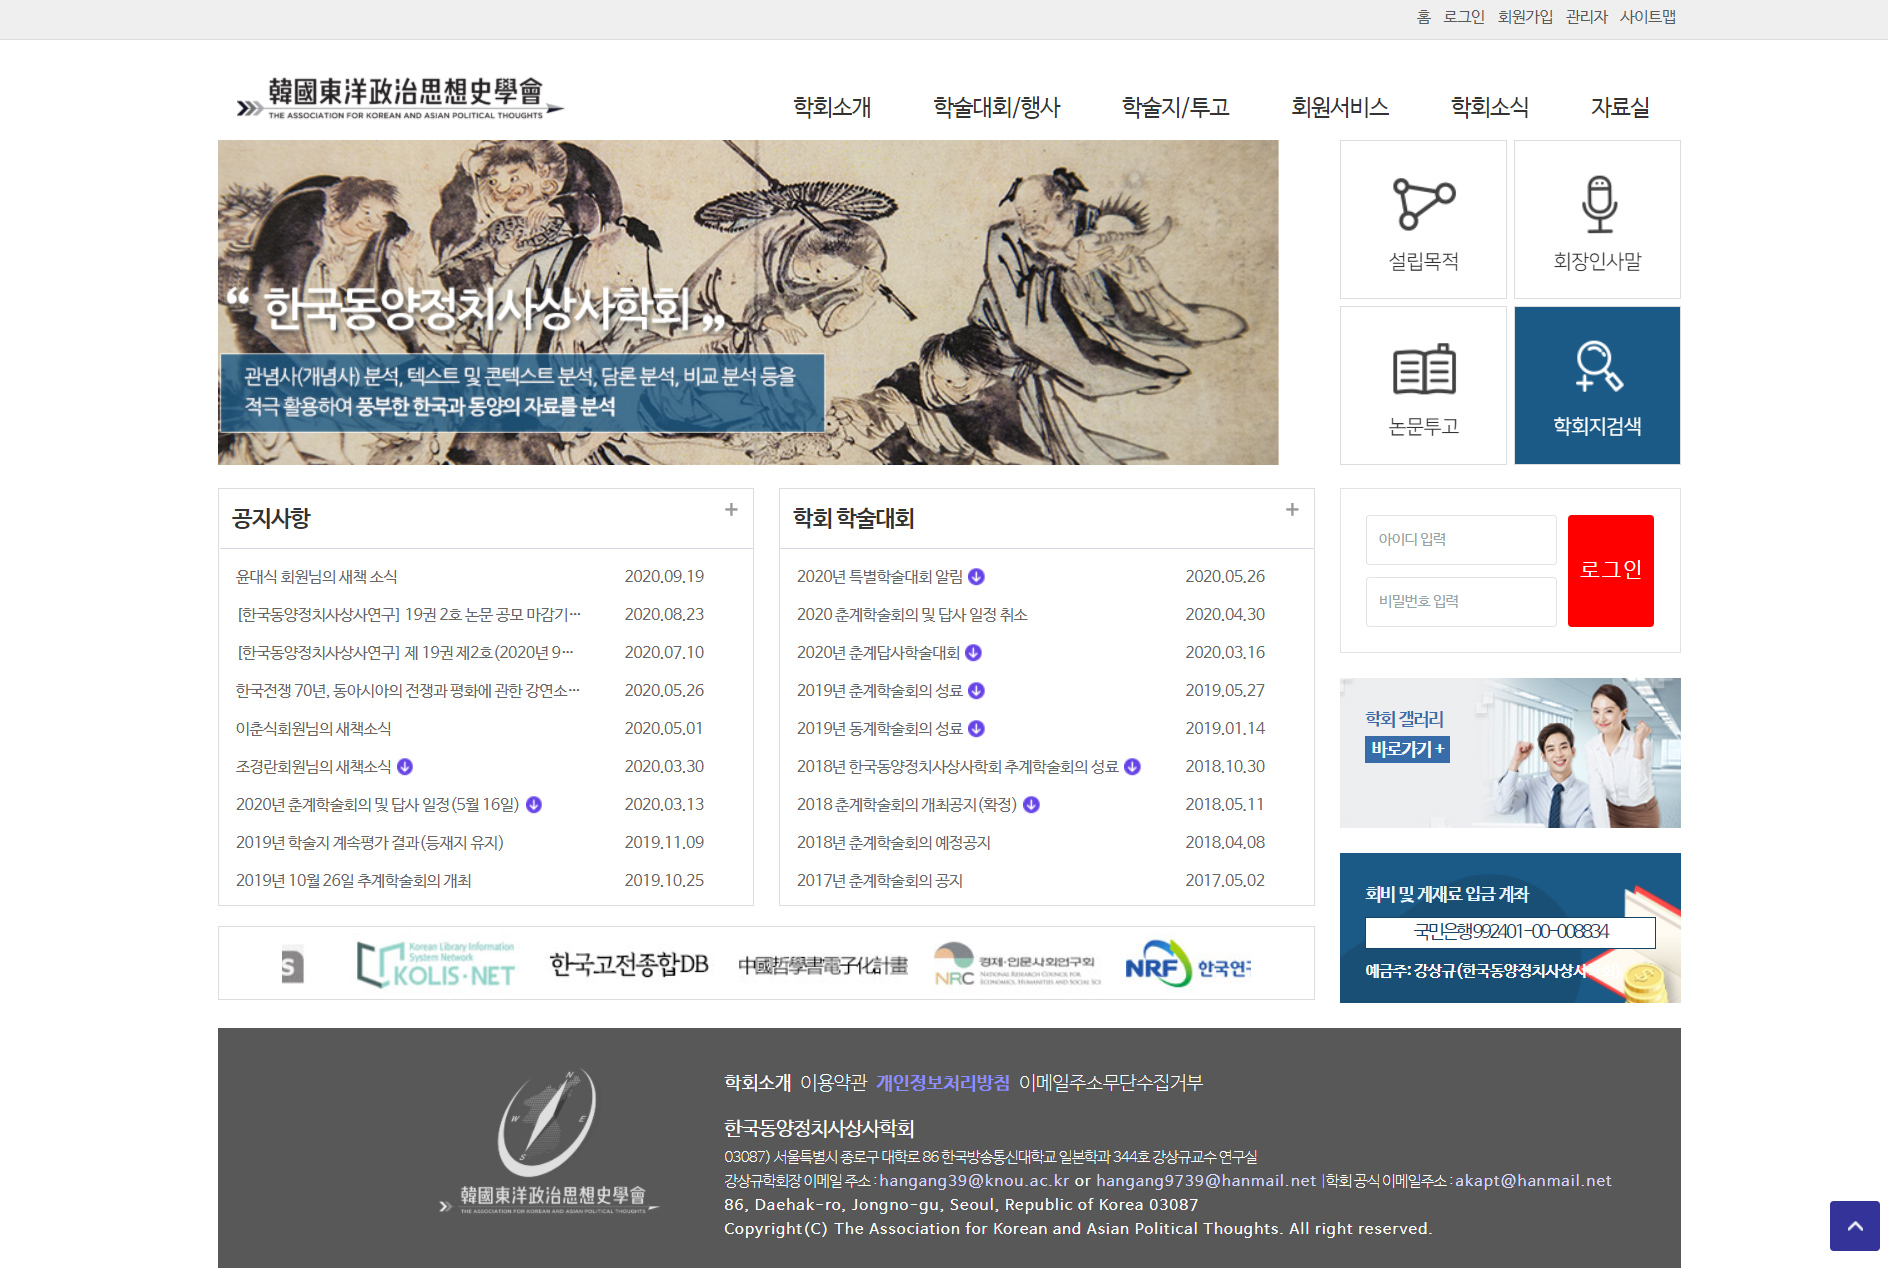 홈 로그인 회원가입 관리자 사이트맵
韓國東洋政治思想史學會
THE ASSOCIATION FOR KOREAN AND ASIAN POLITICAL THOUGHTS
학회소개 학술대회/행사 학술지/투고 회원서비스 학회소식 자료실
“ 한국동양정치사상사학회 „
관념사(개념사) 분석, 텍스트 및 콘텍스트 분석, 담론 분석, 비교 분석 등을
적극 활용하여 풍부한 한국과 동양의 자료를 분석
설립목적
회장인사말
논문투고
학회지검색
공지사항 +
윤대식 회원님의 새책 소식 2020.09.19
[한국동양정치사상사연구] 19권 2호 논문 공모 마감기… 2020.08.23
[한국동양정치사상사연구] 제 19권 제2호(2020년 9… 2020.07.10
한국전쟁 70년, 동아시아의 전쟁과 평화에 관한 강연소… 2020.05.26
이춘식회원님의 새책소식 2020.05.01
조경란회원님의 새책소식 2020.03.30
2020년 춘계학술회의 및 답사 일정(5월 16일) 2020.03.13
2019년 학술지 계속평가 결과(등재지 유지) 2019.11.09
2019년 10월 26일 추계학술회의 개최 2019.10.25
학회 학술대회 +
2020년 특별학술대회 알림 2020.05.26
2020 춘계학술회의 및 답사 일정 취소 2020.04.30
2020년 춘계답사학술대회 2020.03.16
2019년 춘계학술회의 성료 2019.05.27
2019년 동계학술회의 성료 2019.01.14
2018년 한국동양정치사상사학회 추계학술회의 성료 2018.10.30
2018 춘계학술회의 개최공지(확정) 2018.05.11
2018년 춘계학술회의 예정공지 2018.04.08
2017년 춘계학술회의 공지 2017.05.02
아이디 입력
비밀번호 입력
로그인
학회 갤러리
바로가기 +
회비 및 게재료 입금 계좌
국민은행 992401-00-008834
예금주: 강상규(한국동양정치사상사
s
Korean Library Information
System Network
KOLIS·NET
한국고전종합DB
中國哲學書電子化計劃
NRC 경제·인문사회연구회
NATIONAL RESEARCH COUNCIL FOR
ECONOMICS, HUMANITIES AND SOCIAL SCI
NRF 한국연구
N
W E
S
韓國東洋政治思想史學會
THE ASSOCIATION FOR KOREAN AND ASIAN POLITICAL THOUGHTS
학회소개 이용약관 개인정보처리방침 이메일주소무단수집거부
한국동양정치사상사학회
03087) 서울특별시 종로구 대학로 86 한국방송통신대학교 일본학과 344호 강상규교수 연구실
강상규학회장 이메일 주소 : hangang39@knou.ac.kr or hangang9739@hanmail.net |학회 공식 이메일주소 : akapt@hanmail.net
86, Daehak-ro, Jongno-gu, Seoul, Republic of Korea 03087
Copyright(C) The Association for Korean and Asian Political Thoughts. All right reserved.